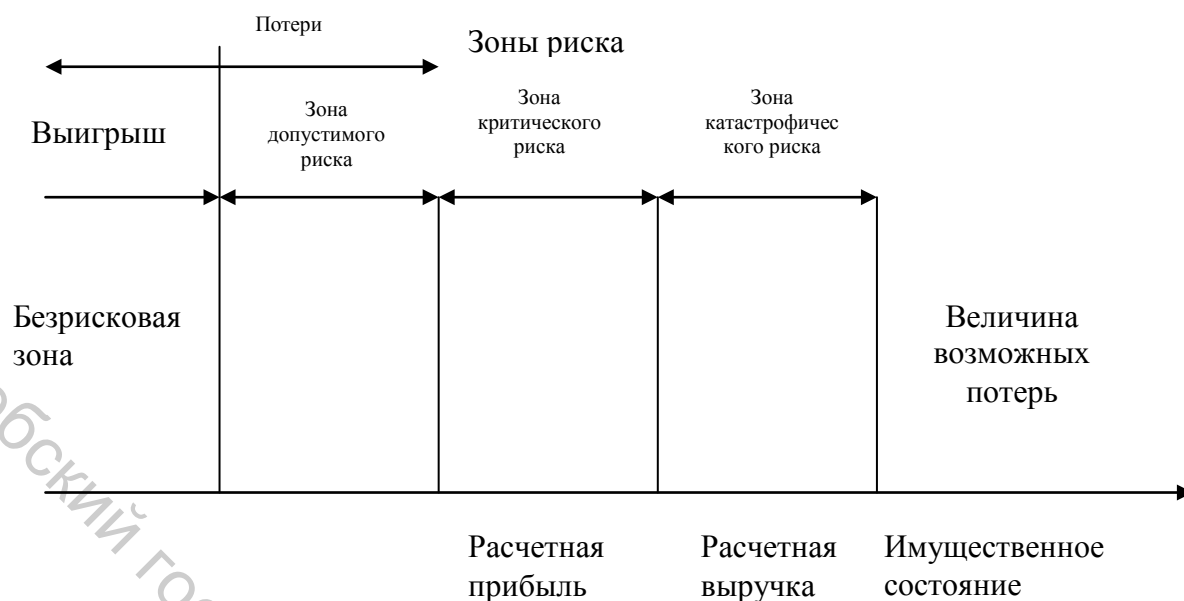 Потери
Зоны риска
Зона
допустимого
риска
Зона
критического
риска
Зона
катастрофичес
кого риска
Выигрыш
Безрисковая
зона
Величина
возможных
потерь
Расчетная
прибыль
Расчетная
выручка
Имущественное
состояние